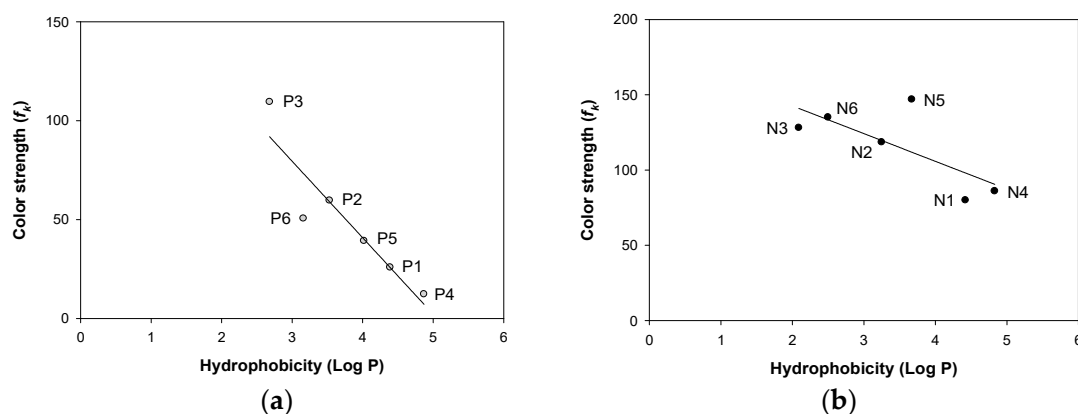 150
100
50
0
Color strength (fk)
P3
P2
P6
P5
P1
P4
0 1 2 3 4 5 6
Hydrophobicity (Log P)
(a)
200
150
100
50
0
Color strength (fk)
N5
N6
N3
N2
N1
N4
0 1 2 3 4 5 6
Hydrophobicity (Log P)
(b)